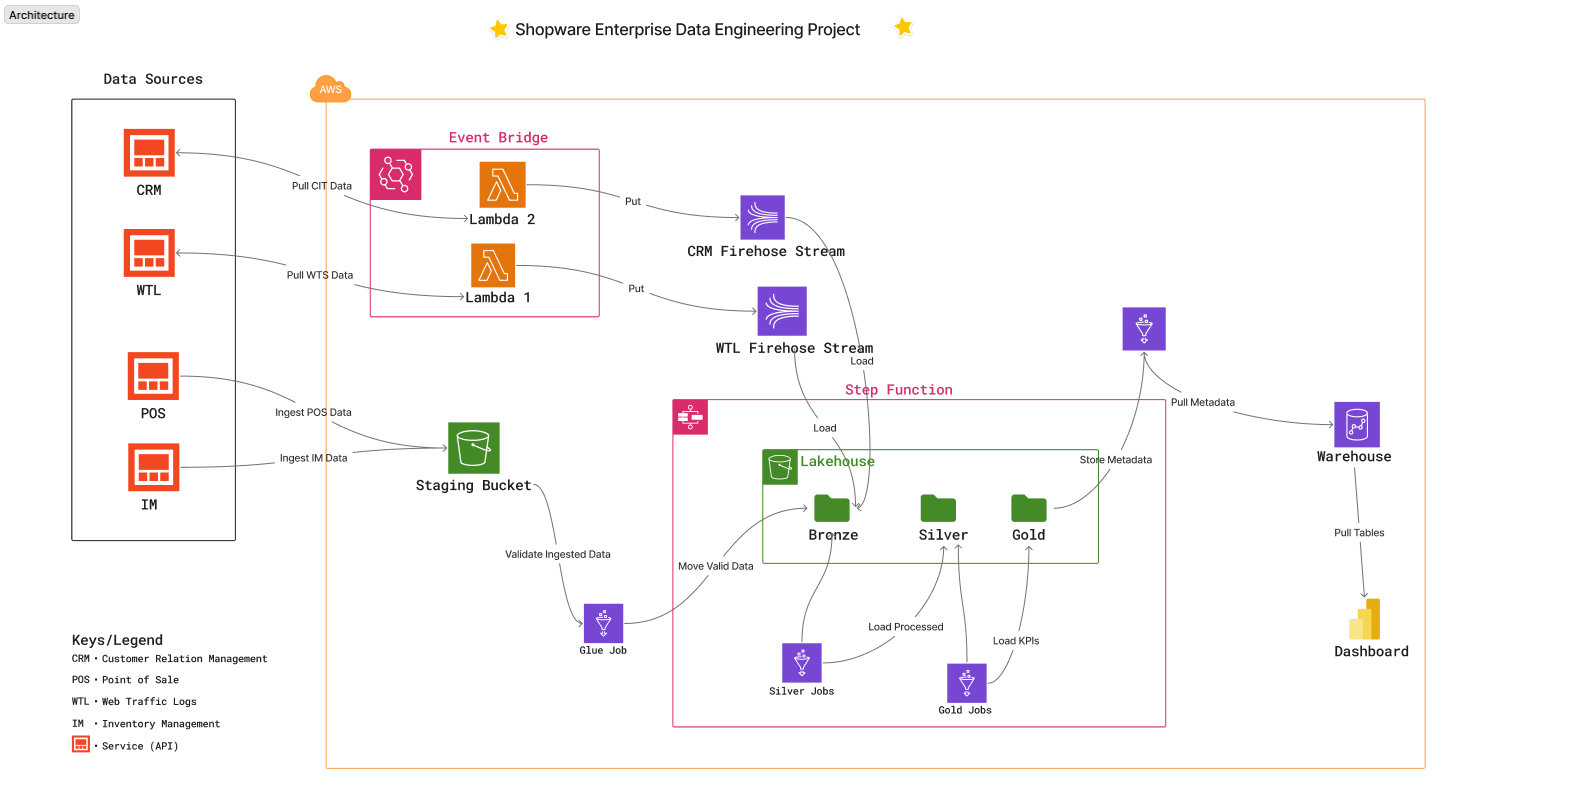 Architecture
Shopware Enterprise Data Engineering Project
Data Sources
AWS
Event Bridge
CRM
Pull CIT Data
Lambda 2
Put
CRM Firehose Stream
WTL
Pull WTS Data
Lambda 1
Put
WTL Firehose Stream
Load
Step Function
POS
Ingest POS Data
Pull Metadata
Load
IM
Ingest IM Data
Staging Bucket
Lakehouse
Store Metadata
Warehouse
Bronze
Silver
Gold
Pull Tables
Validate Ingested Data
Move Valid Data
Glue Job
Load Processed
Load KPIs
Silver Jobs
Gold Jobs
Dashboard
Keys/Legend
CRM • Customer Relation Management
POS • Point of Sale
WTL • Web Traffic Logs
IM • Inventory Management
• Service (API)